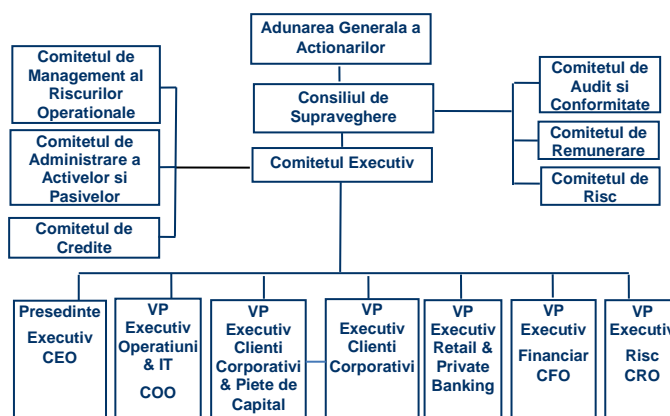 Adunarea Generala a
Actionarilor
Comitetul de
Management al
Riscurilor
Operationale
Consiliul de
Supraveghere
Comitetul de
Audit si
Conformitate
Comitetul de
Remunerare
Comitetul de
Administrare a
Activelor si
Pasivelor
Comitetul Executiv
Comitetul de
Risc
Comitetul de
Credite
Presedinte
Executiv
CEO
VP
Executiv
Operatiuni
& IT
COO
VP
Executiv
Clienti
Corporativi
& Piete de
Capital
VP
Executiv
Clienti
Corporativi
VP
Executiv
Retail &
Private
Banking
VP
Executiv
Financiar
CFO
VP
Executiv
Risc
CRO